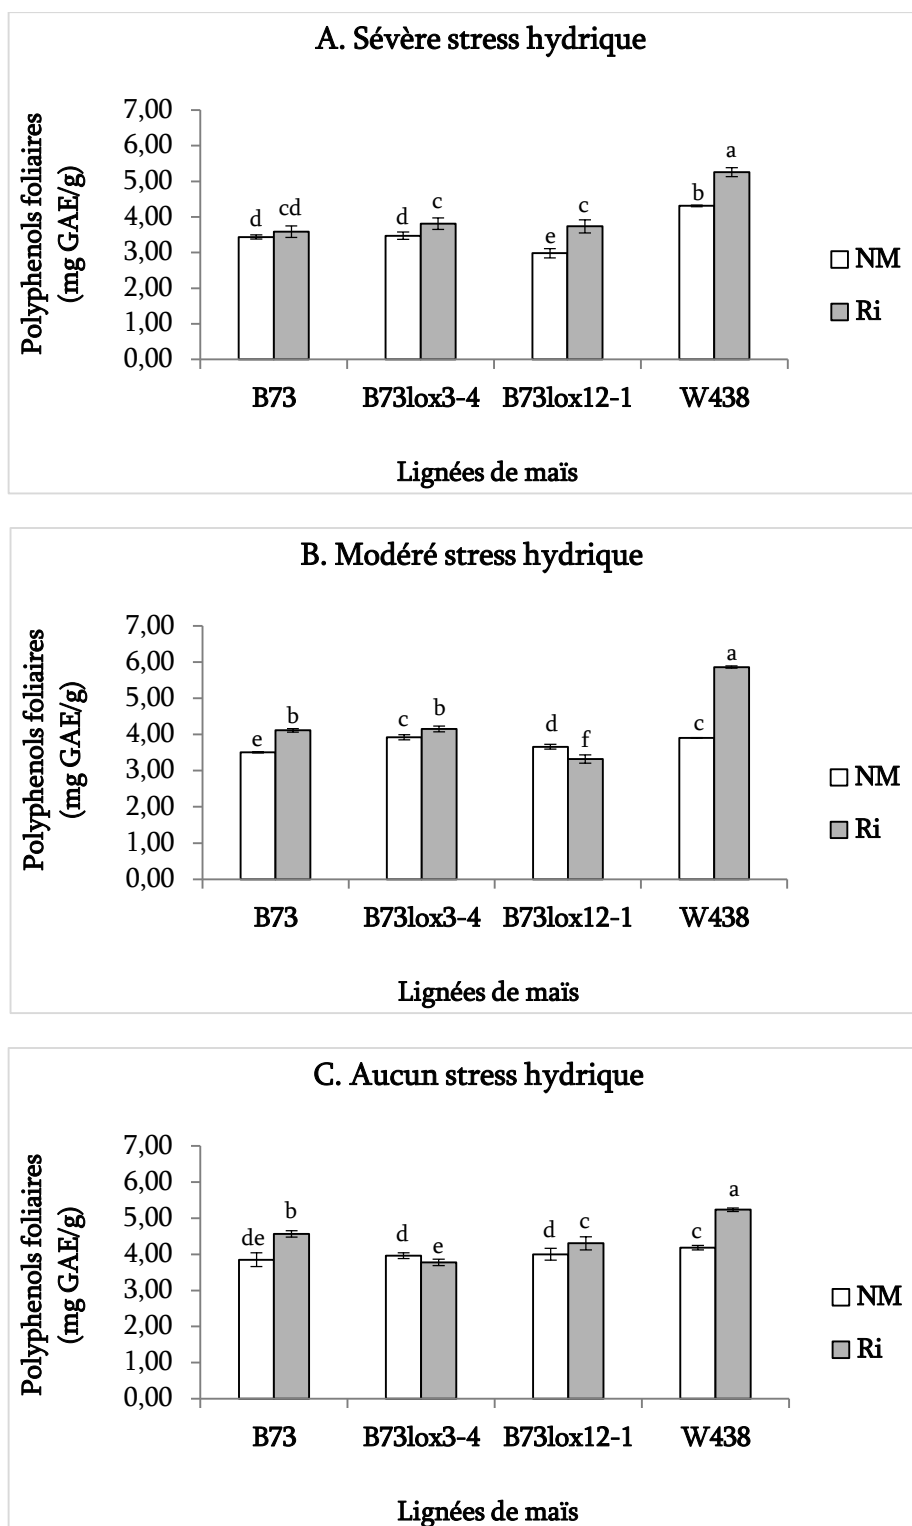 A. Sévère stress hydrique
Polyphenols foliaires
(mg GAE/g)
7,00
6,00
5,00
4,00
3,00
2,00
1,00
0,00
d cd d c e c b a
B73 B73lox3-4 B73lox12-1 W438
Lignées de maïs
NM
Ri
B. Modéré stress hydrique
Polyphenols foliaires
(mg GAE/g)
7,00
6,00
5,00
4,00
3,00
2,00
1,00
0,00
e b c b d f c a
B73 B73lox3-4 B73lox12-1 W438
Lignées de maïs
NM
Ri
C. Aucun stress hydrique
Polyphenols foliaires
(mg GAE/g)
7,00
6,00
5,00
4,00
3,00
2,00
1,00
0,00
de b d e d c c a
B73 B73lox3-4 B73lox12-1 W438
Lignées de maïs
NM
Ri